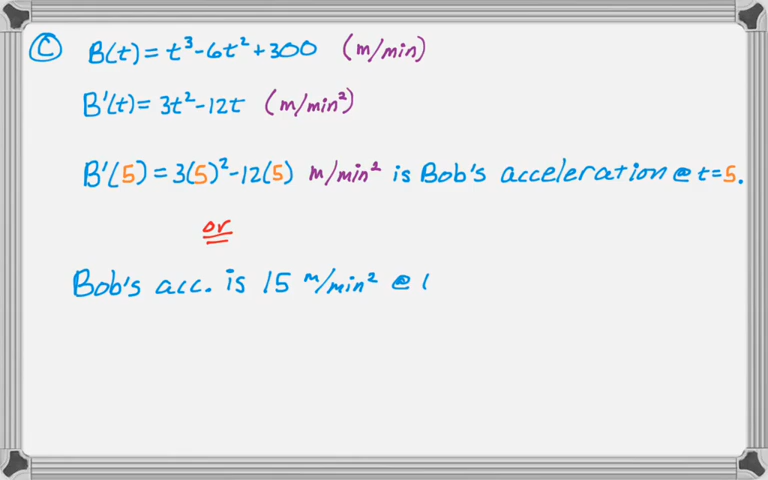 Ⓒ B(t) = t³ - 6t² + 300 (m/min)
B'(t) = 3t² - 12t (m/min²)
B'(5) = 3(5)² - 12(5) m/min² is Bob's acceleration @ t = 5.
or
Bob's acc. is 15 m/min² @